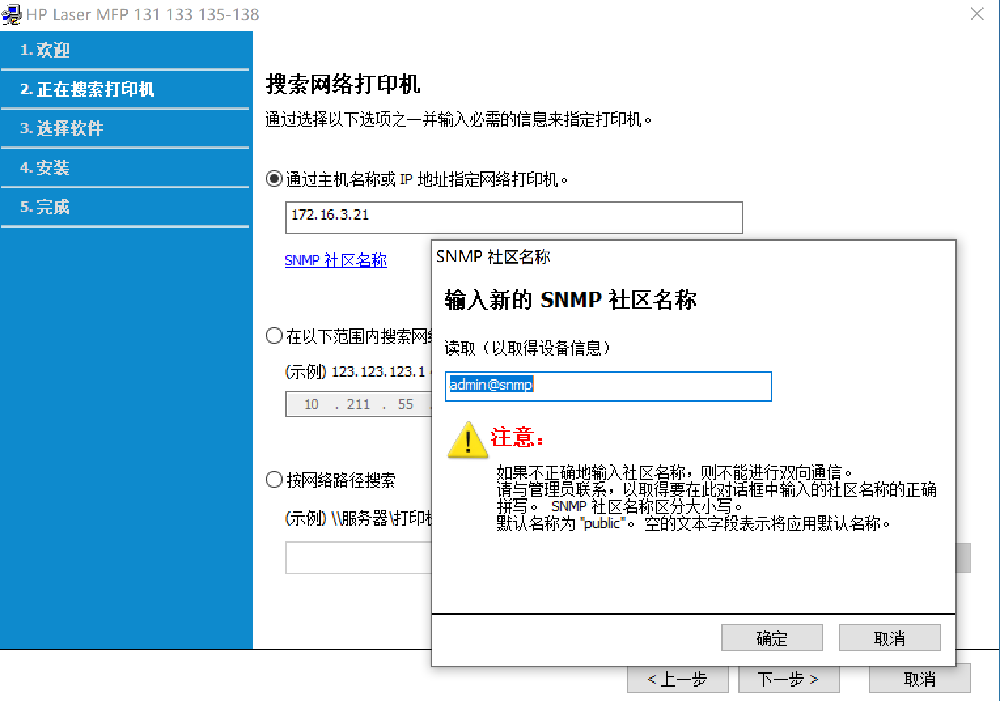 HP Laser MFP 131 133 135-138
1. 欢迎
2. 正在搜索打印机
3. 选择软件
4. 安装
5. 完成
搜索网络打印机
通过选择以下选项之一并输入必需的信息来指定打印机。
通过主机名称或 IP 地址指定网络打印机。
172.16.3.21
SNMP 社区名称
在以下范围内搜索网
(示例) 123.123.123.1
10 . 211 . 55 .
按网络路径搜索
(示例) \\服务器\打印
SNMP 社区名称
输入新的 SNMP 社区名称
读取（以取得设备信息）
admin@snmp
注意：
如果不正确地输入社区名称，则不能进行双向通信。
请与管理员联系，以取得要在此对话框中输入的社区名称的正确
拼写。 SNMP 社区名称区分大小写。
默认名称为 "public"。 空的文本字段表示将应用默认名称。
确定
取消
< 上一步
下一步 >
取消